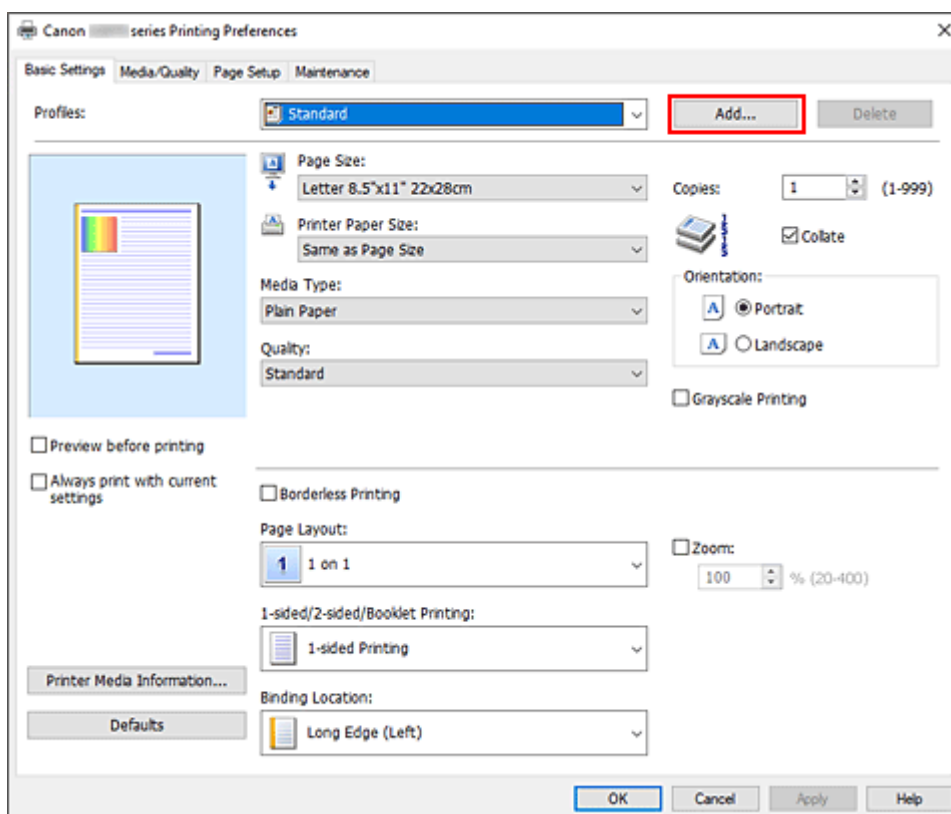 Canon series Printing Preferences
Basic Settings Media/Quality Page Setup Maintenance
Profiles: Standard Add... Delete
Page Size:
Letter 8.5"x11" 22x28cm
Copies: 1 (1-999)
Printer Paper Size:
Same as Page Size
Collate
Media Type:
Plain Paper
Orientation:
A Portrait
A Landscape
Quality:
Standard
Grayscale Printing
Preview before printing
Always print with current
settings
Borderless Printing
Page Layout:
1 1 on 1
Zoom:
100 % (20-400)
1-sided/2-sided/Booklet Printing:
1-sided Printing
Printer Media Information...
Defaults
Binding Location:
Long Edge (Left)
OK Cancel Apply Help